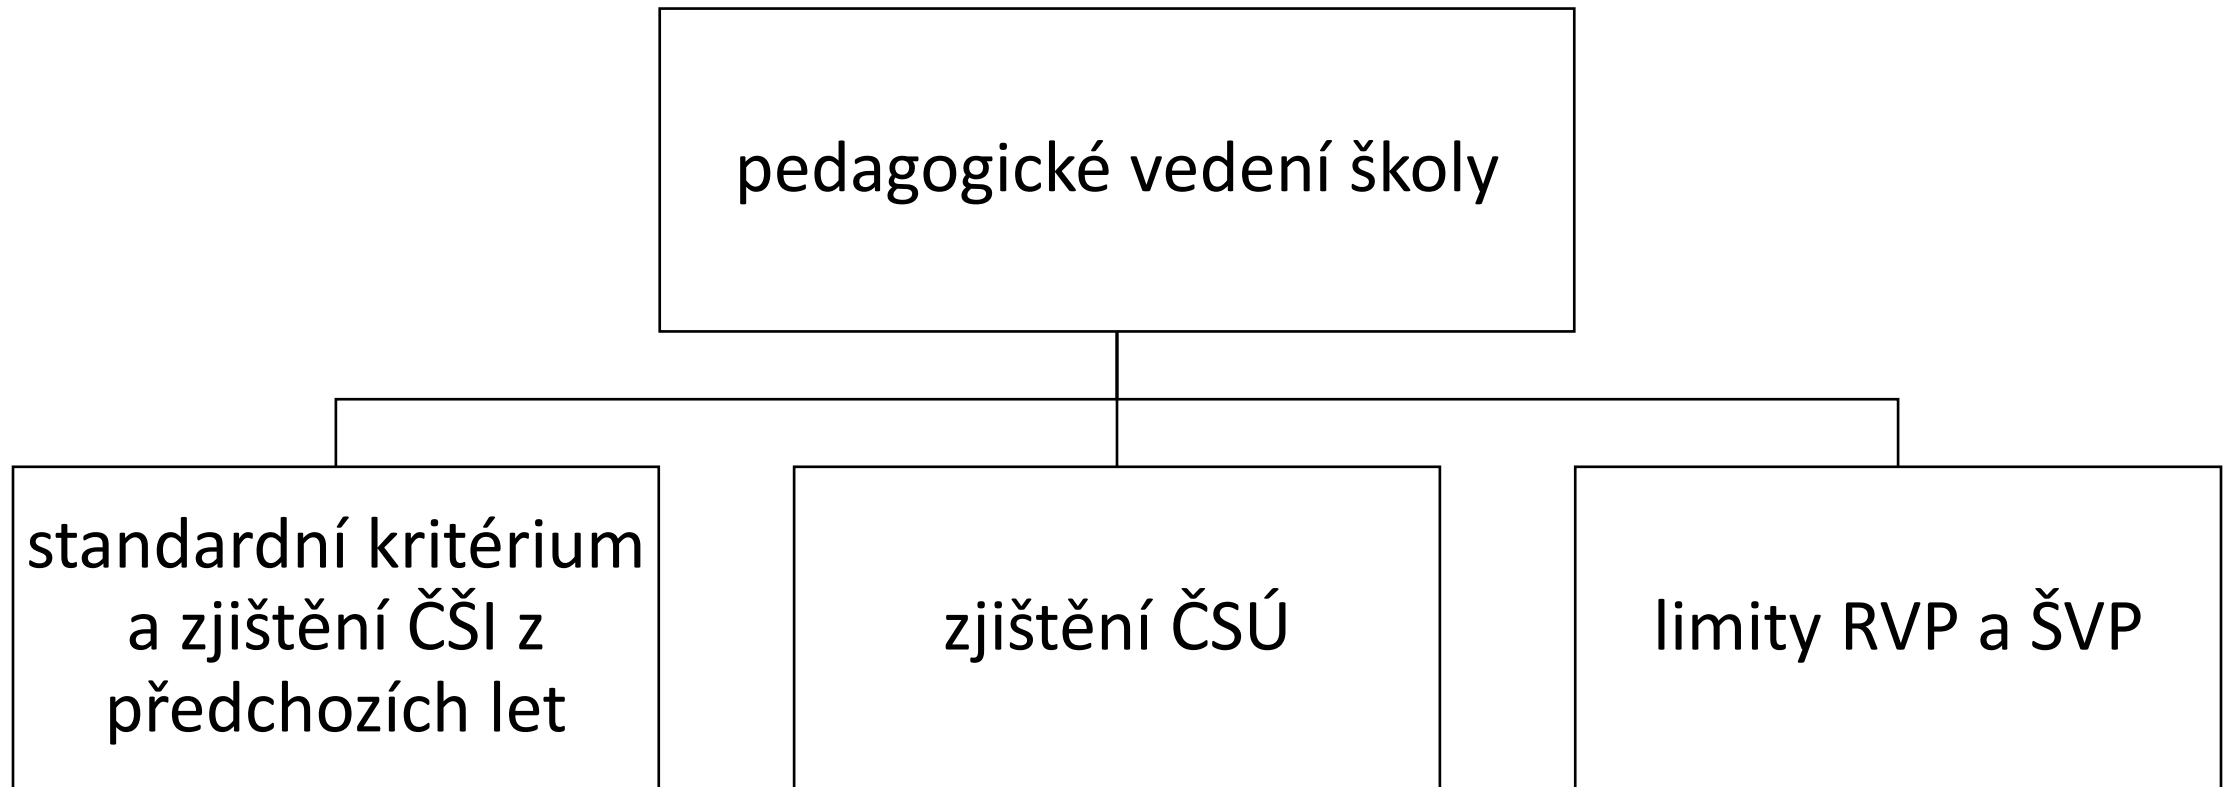 pedagogické vedení školy
standardní kritérium
a zjištění ČŠI z
předchozích let
zjištění ČSÚ
limity RVP a ŠVP